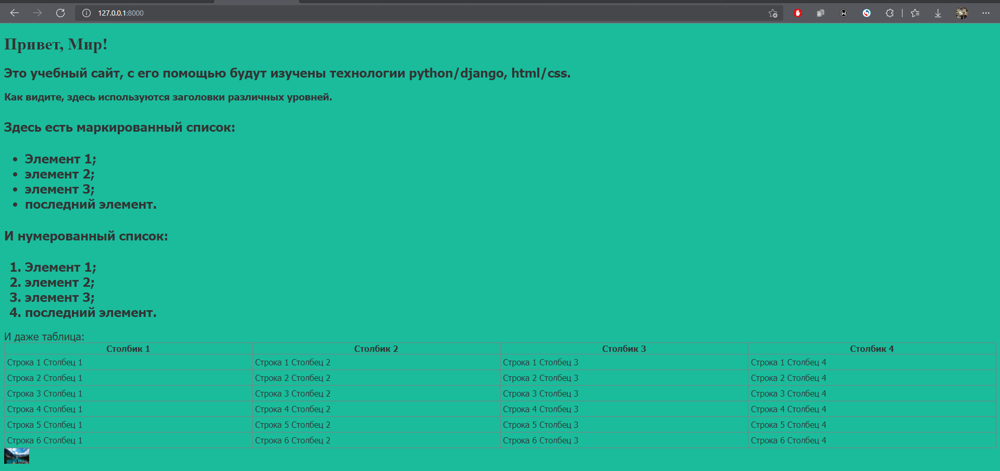 127.0.0.1:8000
Привет, Мир!
Это учебный сайт, с его помощью будут изучены технологии python/django, html/css.
Как видите, здесь используются заголовки различных уровней.
Здесь есть маркированный список:
• Элемент 1;
• элемент 2;
• элемент 3;
• последний элемент.
И нумерованный список:
1. Элемент 1;
2. элемент 2;
3. элемент 3;
4. последний элемент.
И даже таблица:
Столбик 1 Столбик 2 Столбик 3 Столбик 4
Строка 1 Столбец 1 Строка 1 Столбец 2 Строка 1 Столбец 3 Строка 1 Столбец 4
Строка 2 Столбец 1 Строка 2 Столбец 2 Строка 2 Столбец 3 Строка 2 Столбец 4
Строка 3 Столбец 1 Строка 3 Столбец 2 Строка 3 Столбец 3 Строка 3 Столбец 4
Строка 4 Столбец 1 Строка 4 Столбец 2 Строка 4 Столбец 3 Строка 4 Столбец 4
Строка 5 Столбец 1 Строка 5 Столбец 2 Строка 5 Столбец 3 Строка 5 Столбец 4
Строка 6 Столбец 1 Строка 6 Столбец 2 Строка 6 Столбец 3 Строка 6 Столбец 4